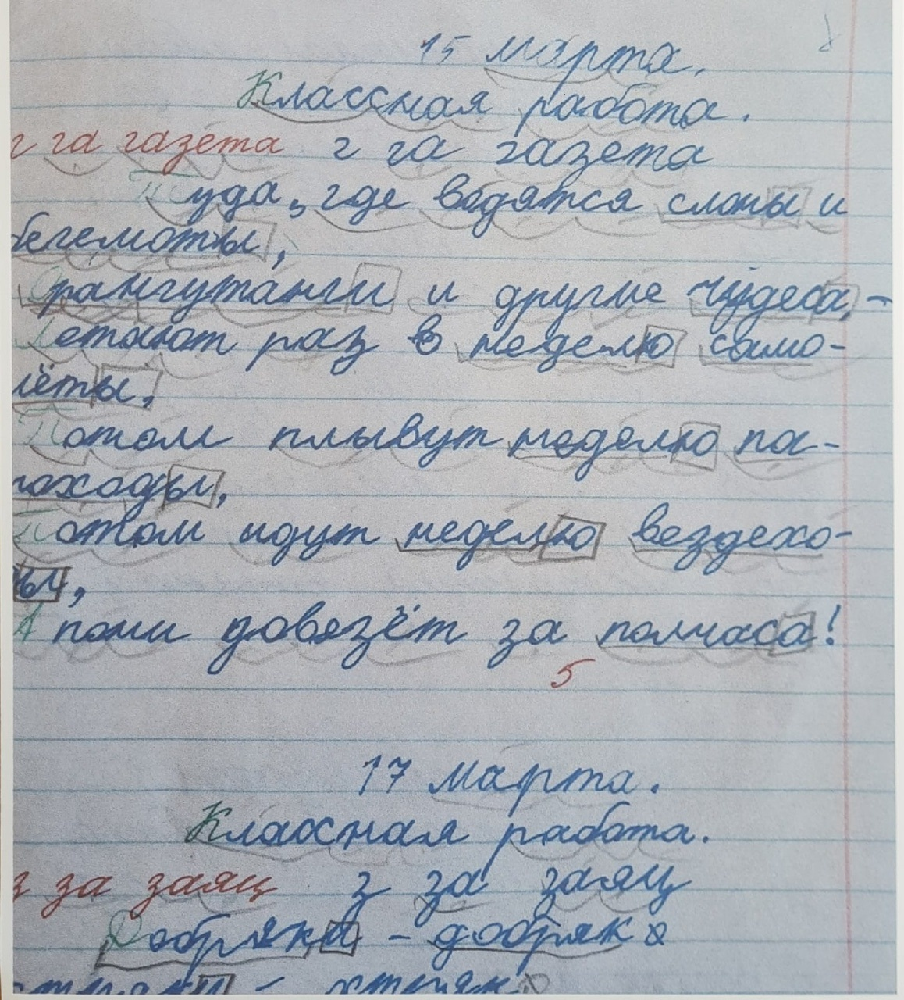 15 марта.
Классная работа.
г га газета г га газета
Туда, где водятся слоны и
бегемоты,
Орангутанги и другие чудеса, -
Летают раз в неделю само-
лёты,
Потом плывут неделю па-
роходы,
Потом идут неделю вездехо-
ды,
А пони довезёт за полчаса!
5
17 марта.
Классная работа.
з за заяц з за заяц
Добряки - добряк